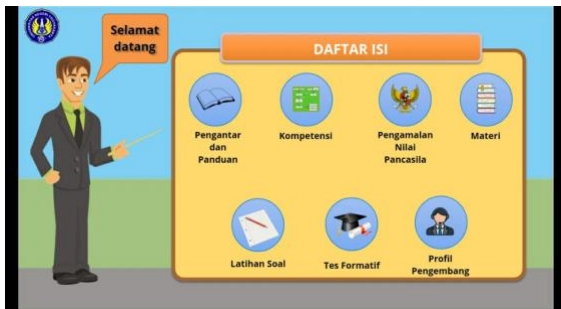 Selamat
datang
DAFTAR ISI
Pengantar
dan
Panduan
Kompetensi
Pengamalan
Nilai
Pancasila
Materi
Latihan Soal
Tes Formatif
Profil
Pengembang